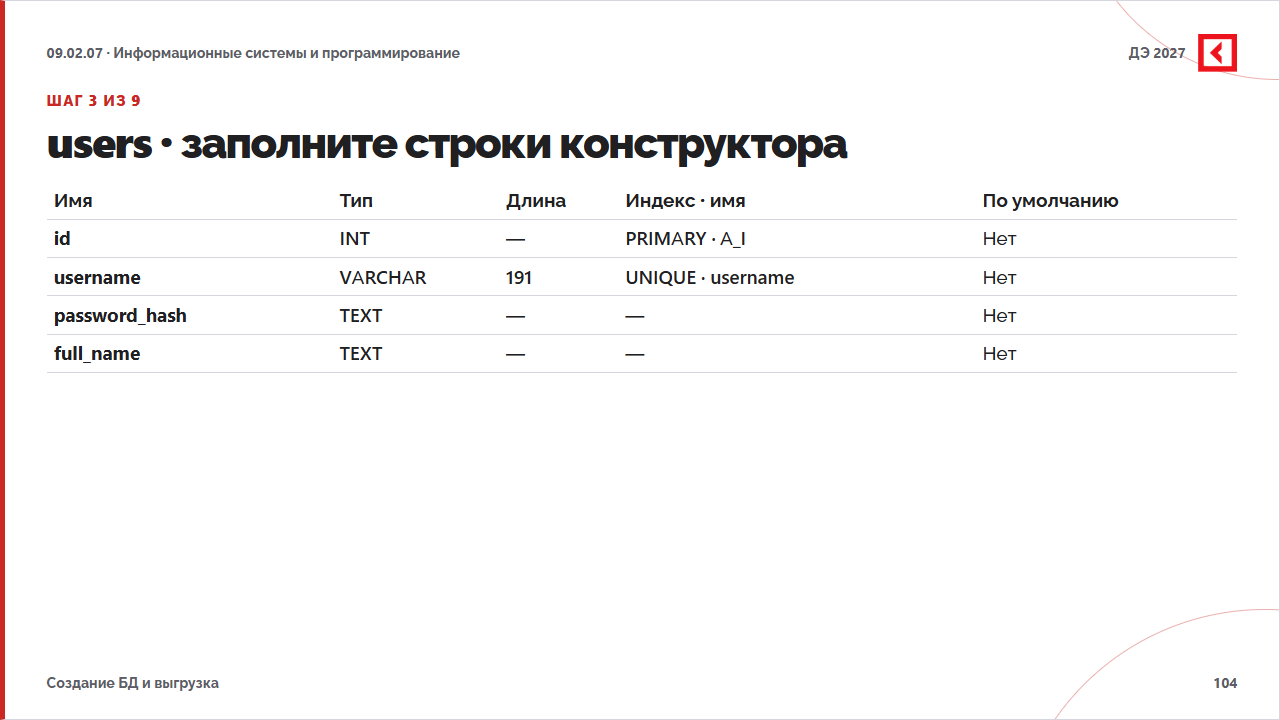 09.02.07 · Информационные системы и программирование
ДЭ 2027
ШАГ 3 ИЗ 9
users · заполните строки конструктора
Имя Тип Длина Индекс · имя По умолчанию
id INT — PRIMARY · A_I Нет
username VARCHAR 191 UNIQUE · username Нет
password_hash TEXT — — Нет
full_name TEXT — — Нет
Создание БД и выгрузка
104